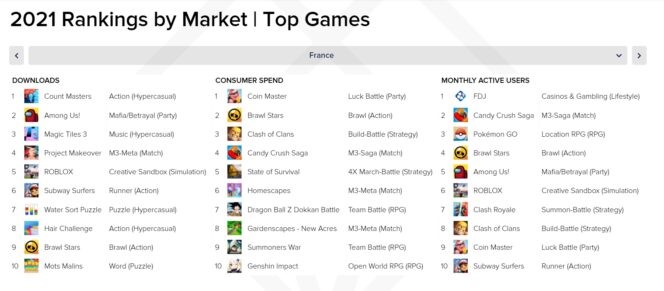 2021 Rankings by Market | Top Games
France
DOWNLOADS
1 Count Masters Action (Hypercasual)
2 Among Us! Mafia/Betrayal (Party)
3 Magic Tiles 3 Music (Hypercasual)
4 Project Makeover M3-Meta (Match)
5 ROBLOX Creative Sandbox (Simulation)
6 Subway Surfers Runner (Action)
7 Water Sort Puzzle Puzzle (Hypercasual)
8 Hair Challenge Action (Hypercasual)
9 Brawl Stars Brawl (Action)
10 Mots Malins Word (Puzzle)
CONSUMER SPEND
1 Coin Master Luck Battle (Party)
2 Brawl Stars Brawl (Action)
3 Clash of Clans Build-Battle (Strategy)
4 Candy Crush Saga M3-Saga (Match)
5 State of Survival 4X March-Battle (Strategy)
6 Homescapes M3-Meta (Match)
7 Dragon Ball Z Dokkan Battle Team Battle (RPG)
8 Gardenscapes - New Acres M3-Meta (Match)
9 Summoners War Team Battle (RPG)
10 Genshin Impact Open World RPG (RPG)
MONTHLY ACTIVE USERS
1 FDJ Casinos & Gambling (Lifestyle)
2 Candy Crush Saga M3-Saga (Match)
3 Pokémon GO Location RPG (RPG)
4 Brawl Stars Brawl (Action)
5 Among Us! Mafia/Betrayal (Party)
6 ROBLOX Creative Sandbox (Simulation)
7 Clash Royale Summon-Battle (Strategy)
8 Clash of Clans Build-Battle (Strategy)
9 Coin Master Luck Battle (Party)
10 Subway Surfers Runner (Action)